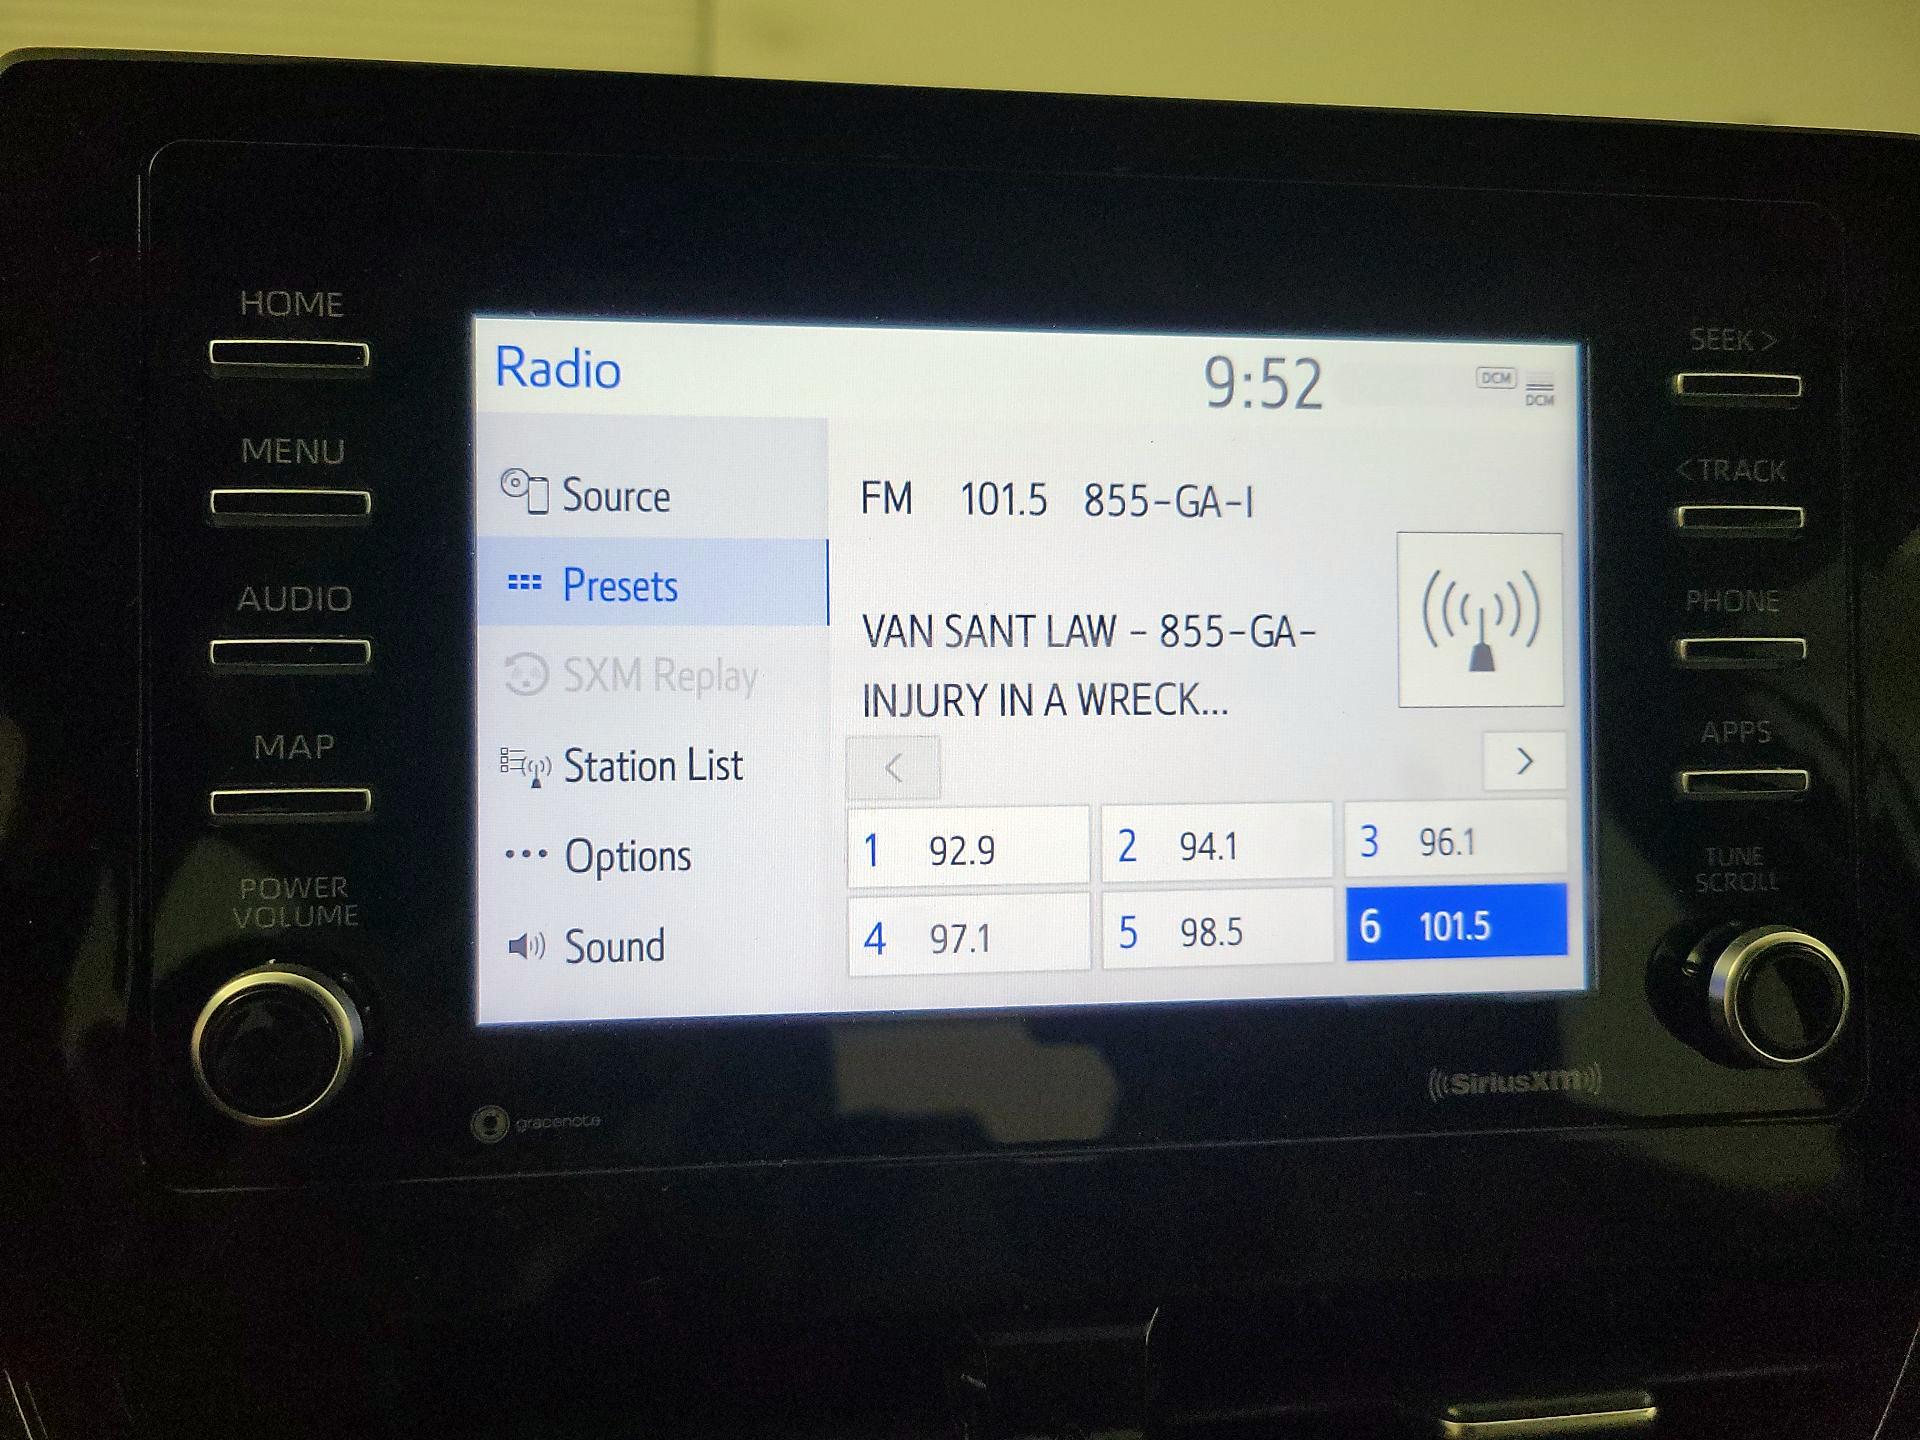 HOME
MENU
AUDIO
MAP
POWER
VOLUME
Radio
9:52
DCM
DCM
Source
Presets
SXM Replay
Station List
Options
Sound
FM 101.5 855-GA-I
VAN SANT LAW - 855-GA-
INJURY IN A WRECK...
<
>
1 92.9
2 94.1
3 96.1
4 97.1
5 98.5
6 101.5
SEEK >
< TRACK
PHONE
APPS
TUNE
SCROLL
gracenote
((SiriusXM))